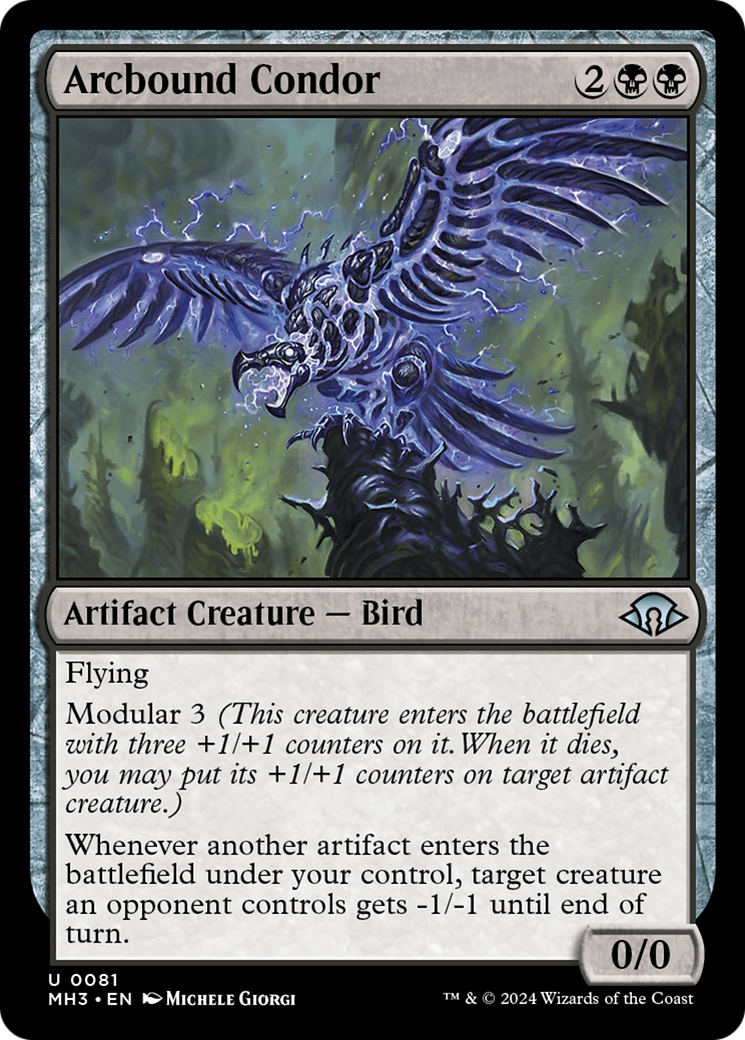 Arcbound Condor 2
Artifact Creature — Bird
Flying
Modular 3 (This creature enters the battlefield
with three +1/+1 counters on it. When it dies,
you may put its +1/+1 counters on target artifact
creature.)
Whenever another artifact enters the
battlefield under your control, target creature
an opponent controls gets -1/-1 until end of
turn.
0/0
U 0081
MH3 • EN Michele Giorgi
™ & © 2024 Wizards of the Coast